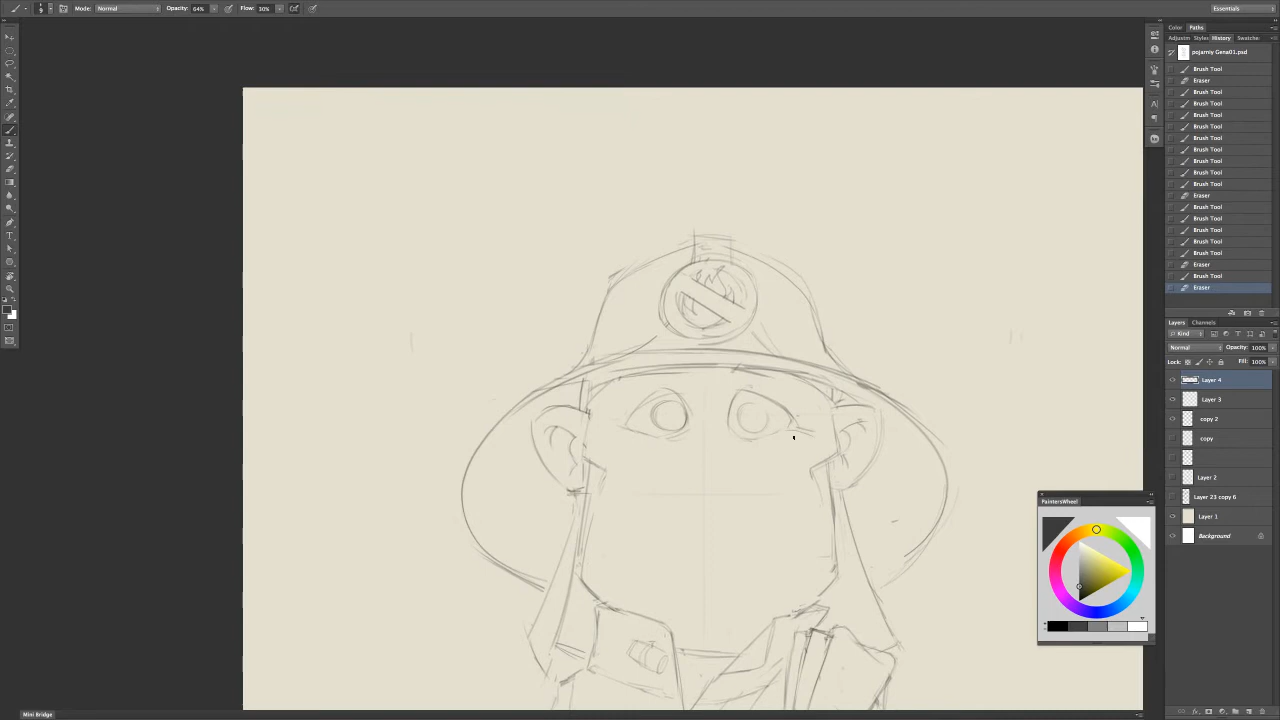 Mode: Normal Opacity: 64% Flow: 30% Essentials
Color Paths
Adjustm Styles History Swatche
pojarniy Gena01.psd
Brush Tool
Eraser
Brush Tool
Brush Tool
Brush Tool
Brush Tool
Brush Tool
Brush Tool
Brush Tool
Brush Tool
Brush Tool
Eraser
Brush Tool
Brush Tool
Brush Tool
Brush Tool
Brush Tool
Eraser
Brush Tool
Eraser
Layers Channels
Kind
Normal Opacity: 100%
Lock: Fill: 100%
Layer 4
Layer 3
copy 2
copy
Layer 2
Layer 23 copy 6
Layer 1
Background
PaintersWheel
Mini Bridge